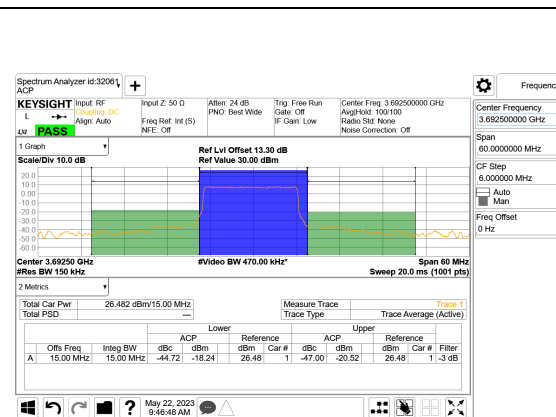 Spectrum Analyzer id:32061
ACP
KEYSIGHT
L
LNI PASS
Input: RF
Coupling: DC
Align: Auto
Input Z: 50 Ω
Freq Ref: Int (S)
NFE: Off
Atten: 24 dB
PNO: Best Wide
Trig: Free Run
Gate: Off
IF Gain: Low
Center Freq: 3.692500000 GHz
Avg|Hold: 100/100
Radio Std: None
Noise Correction: Off
1 Graph
Scale/Div 10.0 dB
Ref Lvl Offset 13.30 dB
Ref Value 30.00 dBm
20.0
10.0
0.00
-10.0
-20.0
-30.0
-40.0
-50.0
-60.0
Center 3.69250 GHz #Video BW 470.00 kHz* Span 60 MHz
#Res BW 150 kHz Sweep 20.0 ms (1001 pts)
2 Metrics
Total Car Pwr 26.482 dBm/15.00 MHz Measure Trace Trace 1
Total PSD --- Trace Type Trace Average (Active)
Lower Upper
ACP Reference ACP Reference
Offs Freq Integ BW dBc dBm dBm Car # dBc dBm dBm Car # Filter
A 15.00 MHz 15.00 MHz -44.72 -18.24 26.48 1 -47.00 -20.52 26.48 1 -3 dB
May 22, 2023
9:46:48 AM
?
Frequenc
Center Frequency
3.692500000 GHz
Span
60.0000000 MHz
CF Step
6.000000 MHz
Auto
Man
Freq Offset
0 Hz